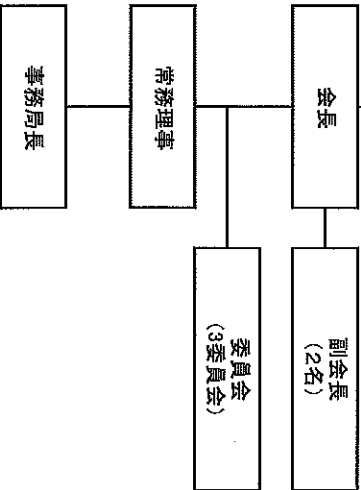 会長
副会長
(2名)
委員会
(3委員会)
常務理事
事務局長